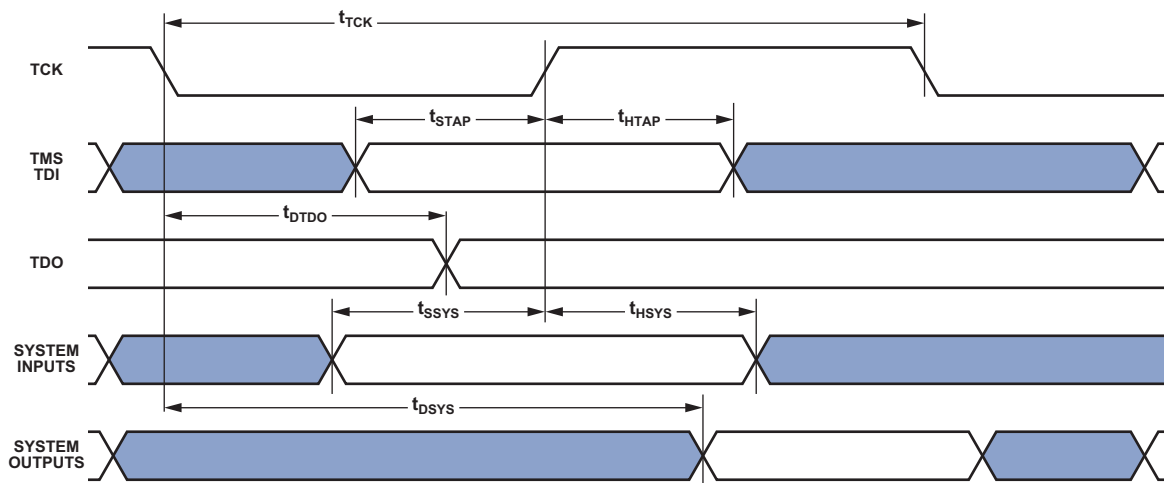 tTCK
TCK
tSTAP
tHTAP
TMS
TDI
tDTDO
TDO
tSSYS
tHSYS
SYSTEM
INPUTS
tDSYS
SYSTEM
OUTPUTS